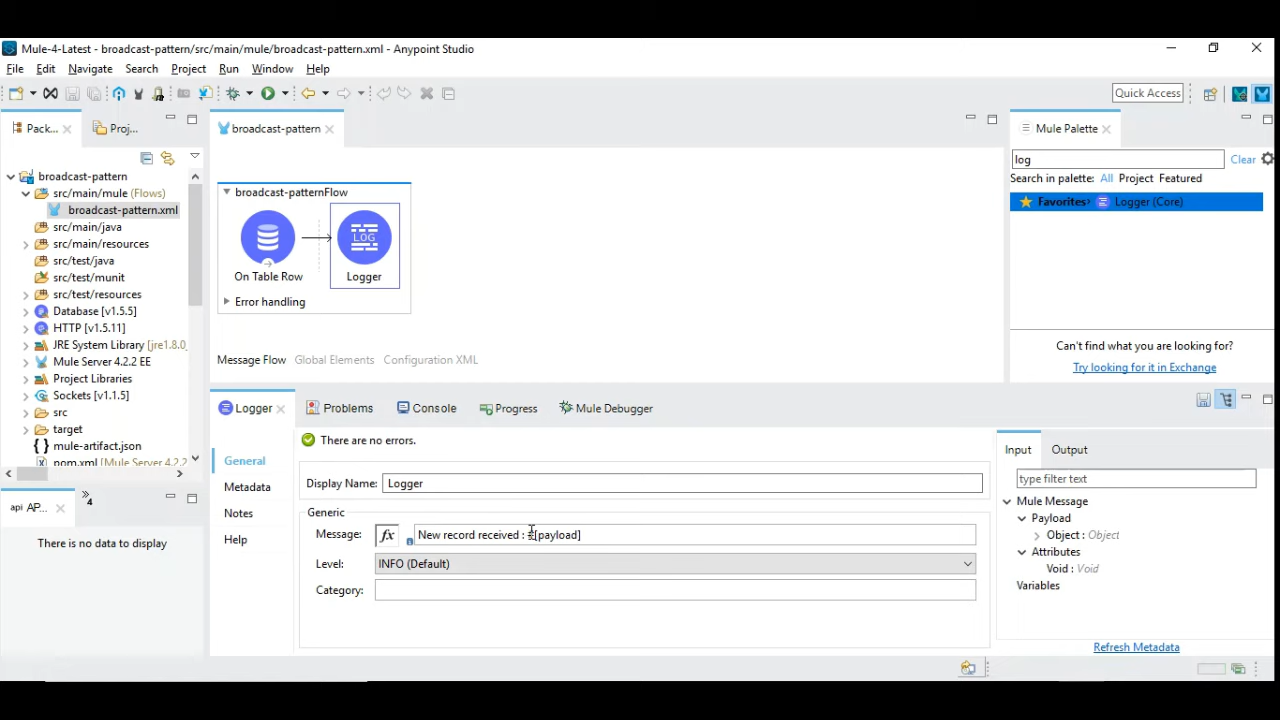 Mule-4-Latest - broadcast-pattern/src/main/mule/broadcast-pattern.xml - Anypoint Studio
File Edit Navigate Search Project Run Window Help
Quick Access
Pack... Proj... broadcast-pattern Mule Palette
log Clear
Search in palette: All Project Featured
Favorites Logger (Core)
broadcast-pattern
src/main/mule (Flows)
broadcast-pattern.xml
src/main/java
src/main/resources
src/test/java
src/test/munit
src/test/resources
Database [v1.5.5]
HTTP [v1.5.11]
JRE System Library [jre1.8.0_
Mule Server 4.2.2 EE
Project Libraries
Sockets [v1.1.5]
src
target
mule-artifact.json
pom.xml [Mule Server 4.2.2
broadcast-patternFlow
LOG
On Table Row Logger
Error handling
Message Flow Global Elements Configuration XML
Can't find what you are looking for?
Try looking for it in Exchange
api AP... 4
There is no data to display
Logger Problems Console Progress Mule Debugger
There are no errors.
General
Metadata
Notes
Help
Display Name: Logger
Generic
Message: fx New record received : [payload]
Level: INFO (Default)
Category:
Input Output
type filter text
Mule Message
Payload
Object : Object
Attributes
Void : Void
Variables
Refresh Metadata